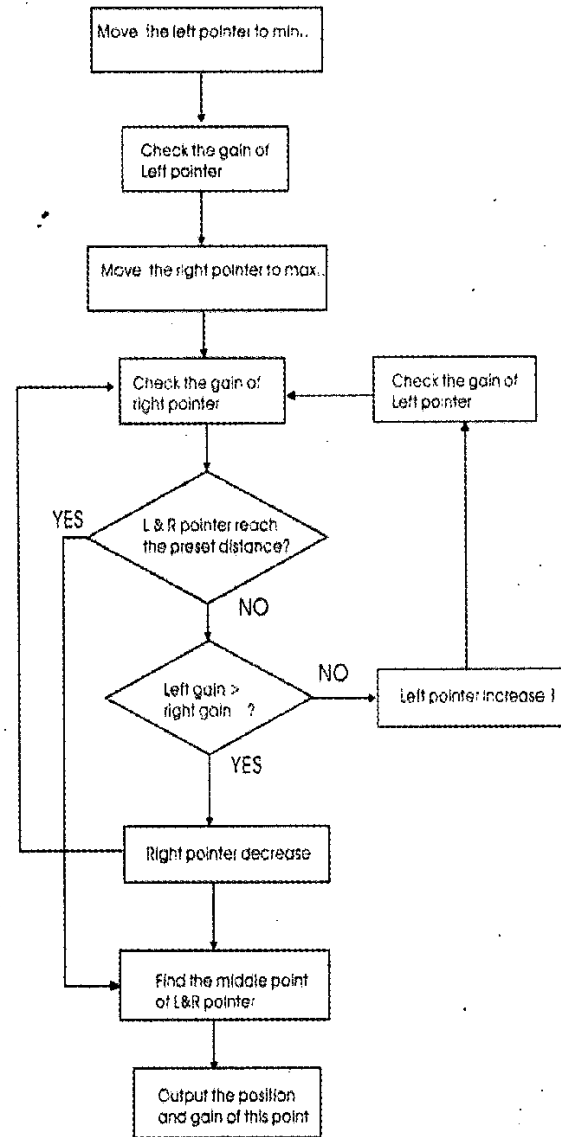 Move the left pointer to min..
Check the gain of
Left pointer
Move the right pointer to max..
Check the gain of
right pointer
Check the gain of
Left pointer
YES
L & R pointer reach
the preset distance?
NO
Left gain >
right gain ?
NO
Left pointer increase 1
YES
Right pointer decrease
Find the middle point
of L&R pointer
Output the position
and gain of this point